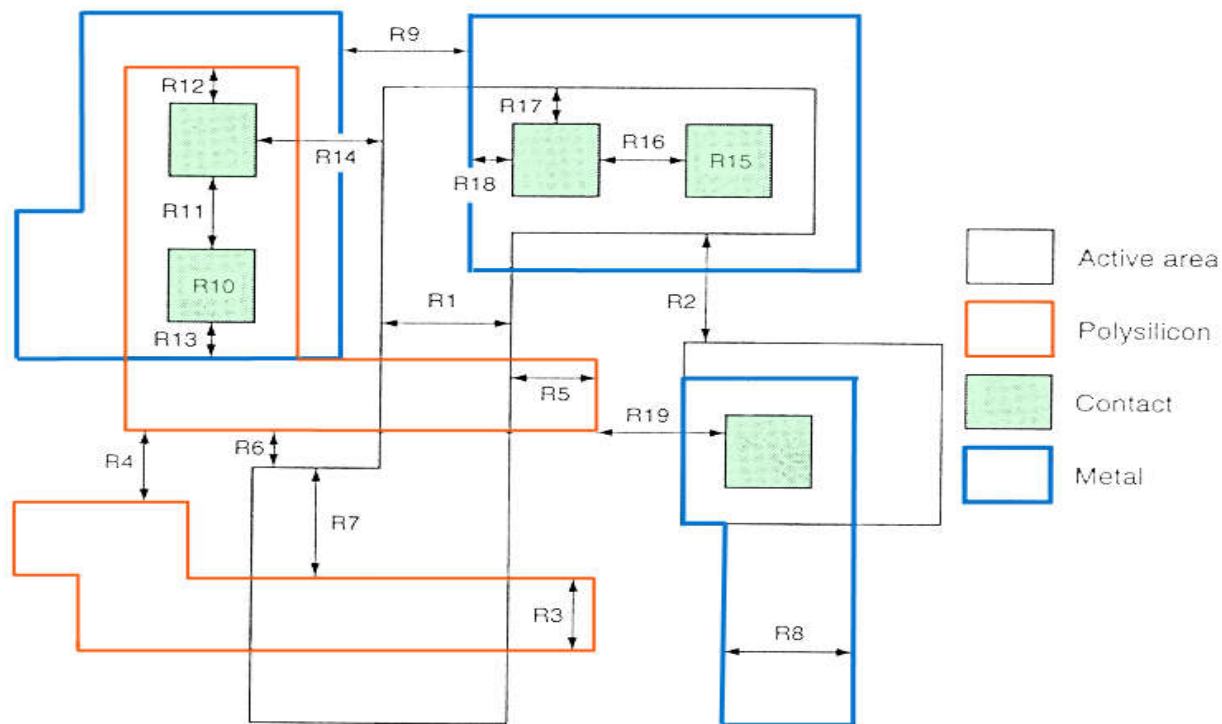 R9
R12
R17
R14
R16
R15
R18
R11
R10
R1
R2
R13
R5
R19
R6
R4
R7
R3
R8
Active area
Polysilicon
Contact
Metal